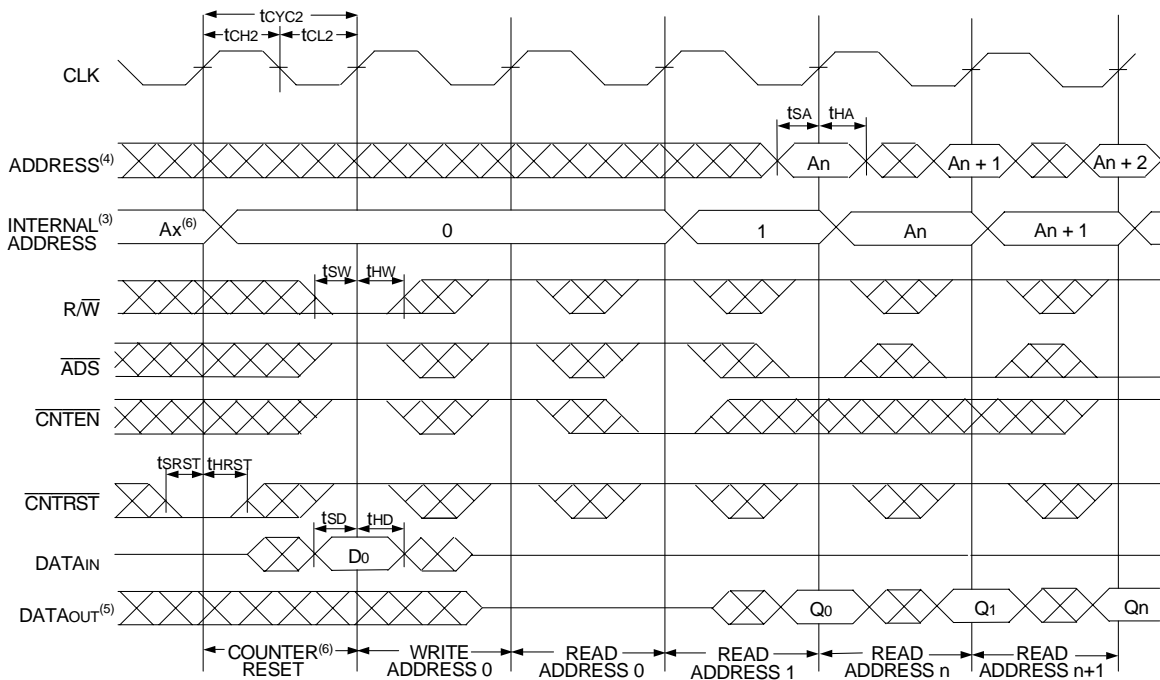 tCYC2
tCH2 tCL2
CLK
tSA tHA
ADDRESS(4) An An + 1 An + 2
INTERNAL(3) ADDRESS Ax(6) 0 1 An An + 1
tSW tHW
R/W
ADS
CNTEN
tSRST tHRST
CNTRST
tSD tHD
DATAIN D0
DATAOUT(5) Q0 Q1 Qn
COUNTER(6) RESET WRITE ADDRESS 0 READ ADDRESS 0 READ ADDRESS 1 READ ADDRESS n READ ADDRESS n+1